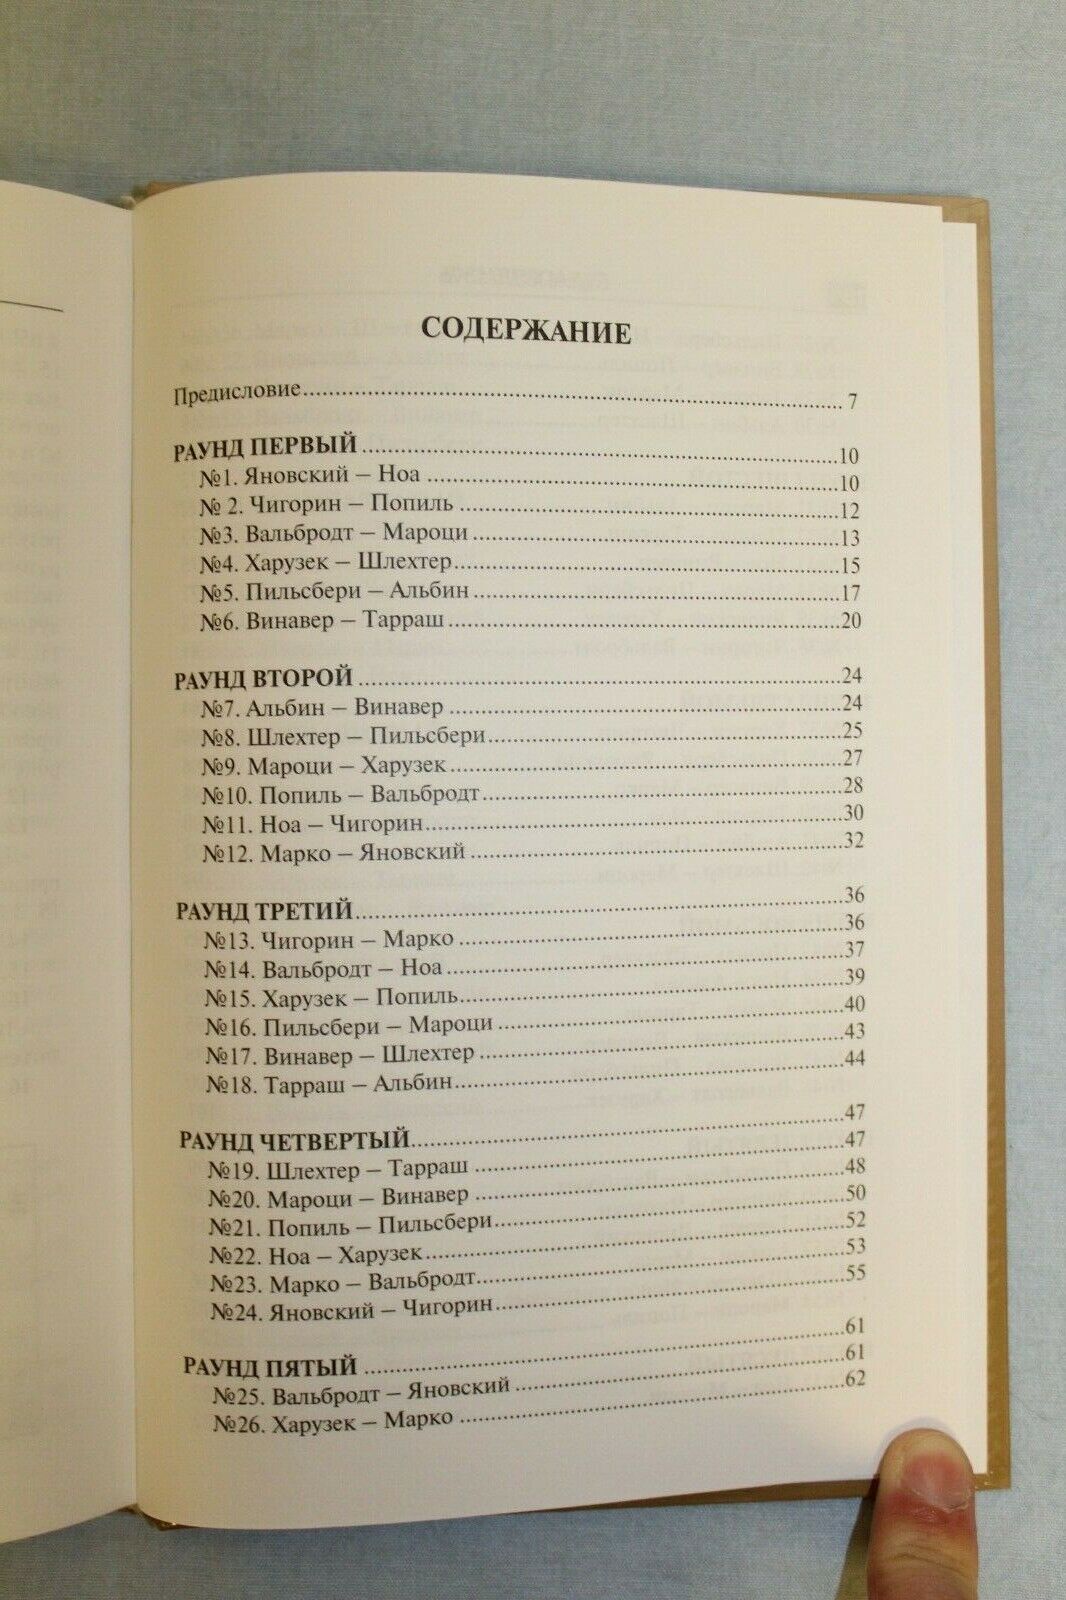 СОДЕРЖАНИЕ
Предисловие 7
РАУНД ПЕРВЫЙ 10
№1. Яновский – Ноа 10
№ 2. Чигорин – Попиль 12
№3. Вальбродт – Мароци 13
№4. Харузек – Шлехтер 15
№5. Пильсбери – Альбин 17
№6. Винавер – Тарраш 20
РАУНД ВТОРОЙ 24
№7. Альбин – Винавер 24
№8. Шлехтер – Пильсбери 25
№9. Мароци – Харузек 27
№10. Попиль – Вальбродт 28
№11. Ноа – Чигорин 30
№12. Марко – Яновский 32
РАУНД ТРЕТИЙ 36
№13. Чигорин – Марко 36
№14. Вальбродт – Ноа 37
№15. Харузек – Попиль 39
№16. Пильсбери – Мароци 40
№17. Винавер – Шлехтер 43
№18. Тарраш – Альбин 44
РАУНД ЧЕТВЕРТЫЙ 47
№19. Шлехтер – Тарраш 47
№20. Мароци – Винавер 48
№21. Попиль – Пильсбери 50
№22. Ноа – Харузек 52
№23. Марко – Вальбродт 53
№24. Яновский – Чигорин 55
РАУНД ПЯТЫЙ 61
№25. Вальбродт – Яновский 61
№26. Харузек – Марко 62